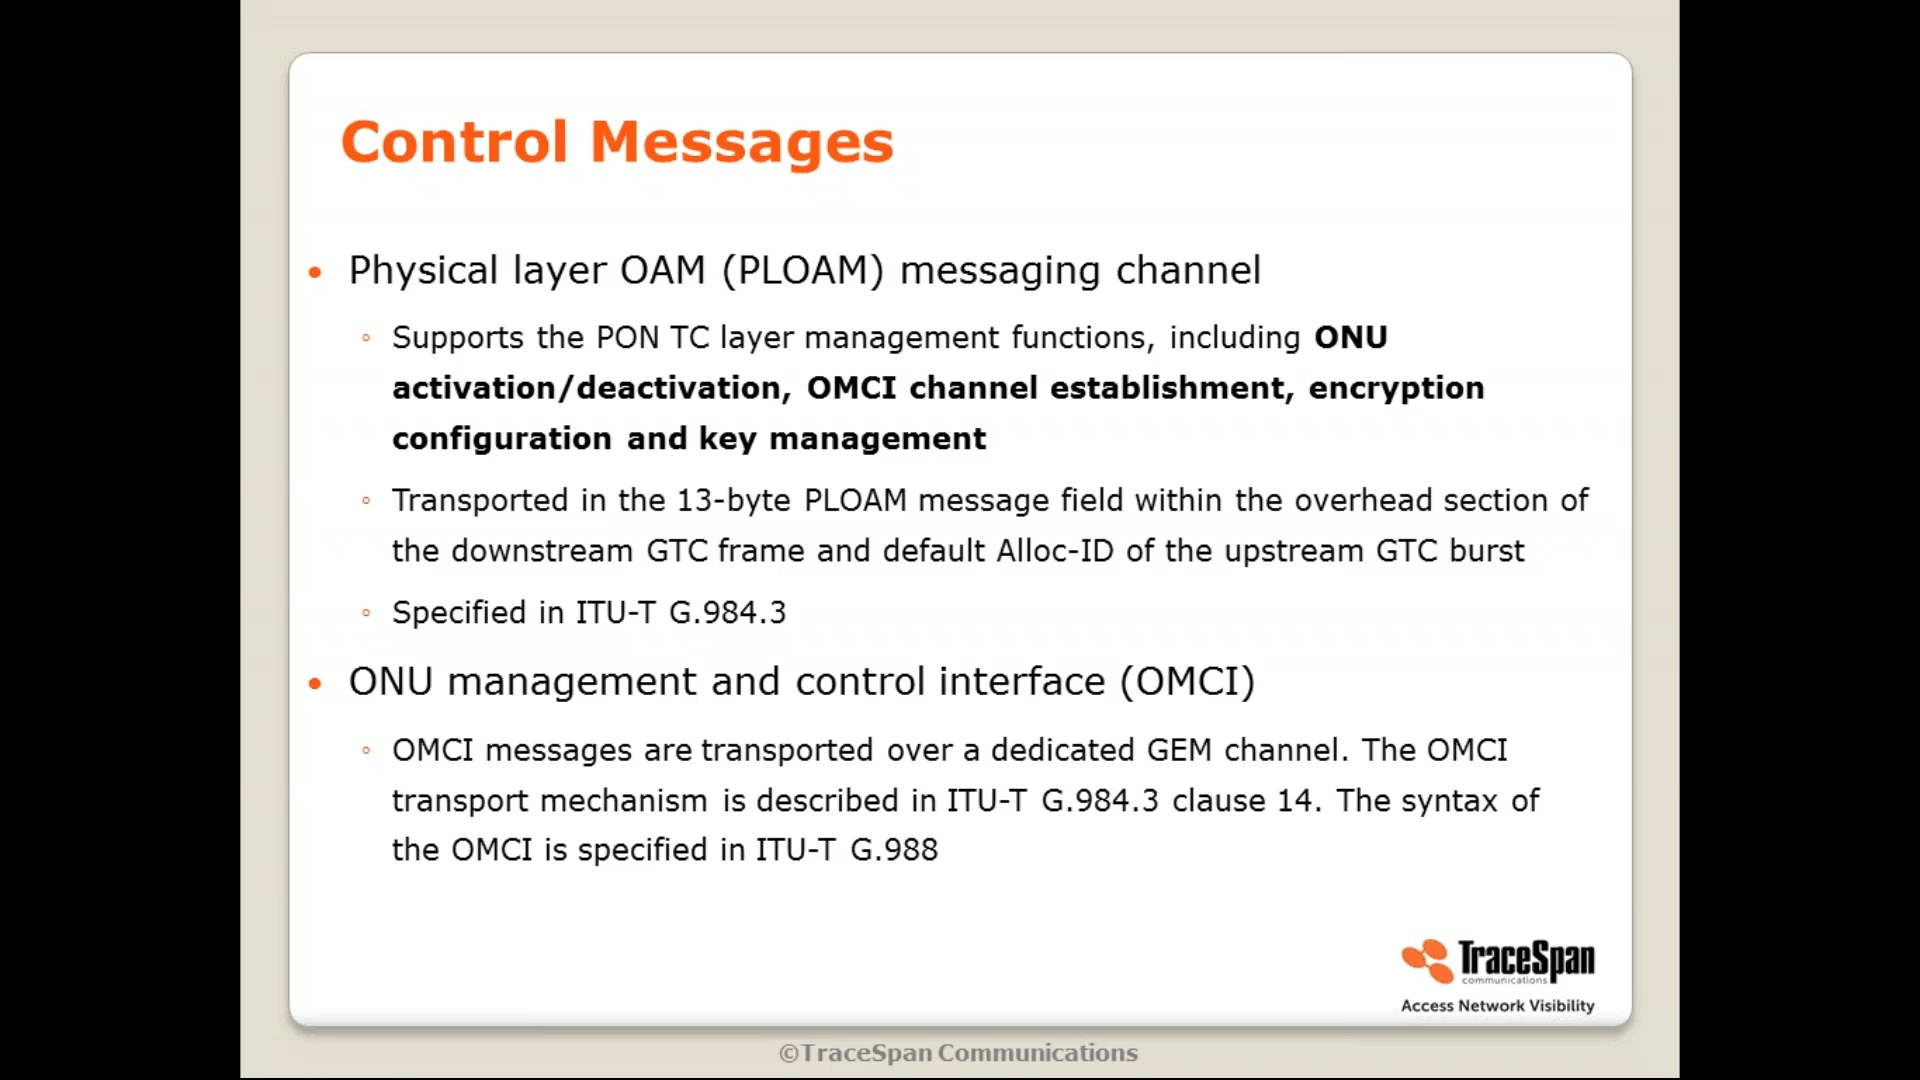 Control Messages
• Physical layer OAM (PLOAM) messaging channel
◦ Supports the PON TC layer management functions, including ONU
activation/deactivation, OMCI channel establishment, encryption
configuration and key management
◦ Transported in the 13-byte PLOAM message field within the overhead section of
the downstream GTC frame and default Alloc-ID of the upstream GTC burst
◦ Specified in ITU-T G.984.3
• ONU management and control interface (OMCI)
◦ OMCI messages are transported over a dedicated GEM channel. The OMCI
transport mechanism is described in ITU-T G.984.3 clause 14. The syntax of
the OMCI is specified in ITU-T G.988
TraceSpan
communications
Access Network Visibility
©TraceSpan Communications